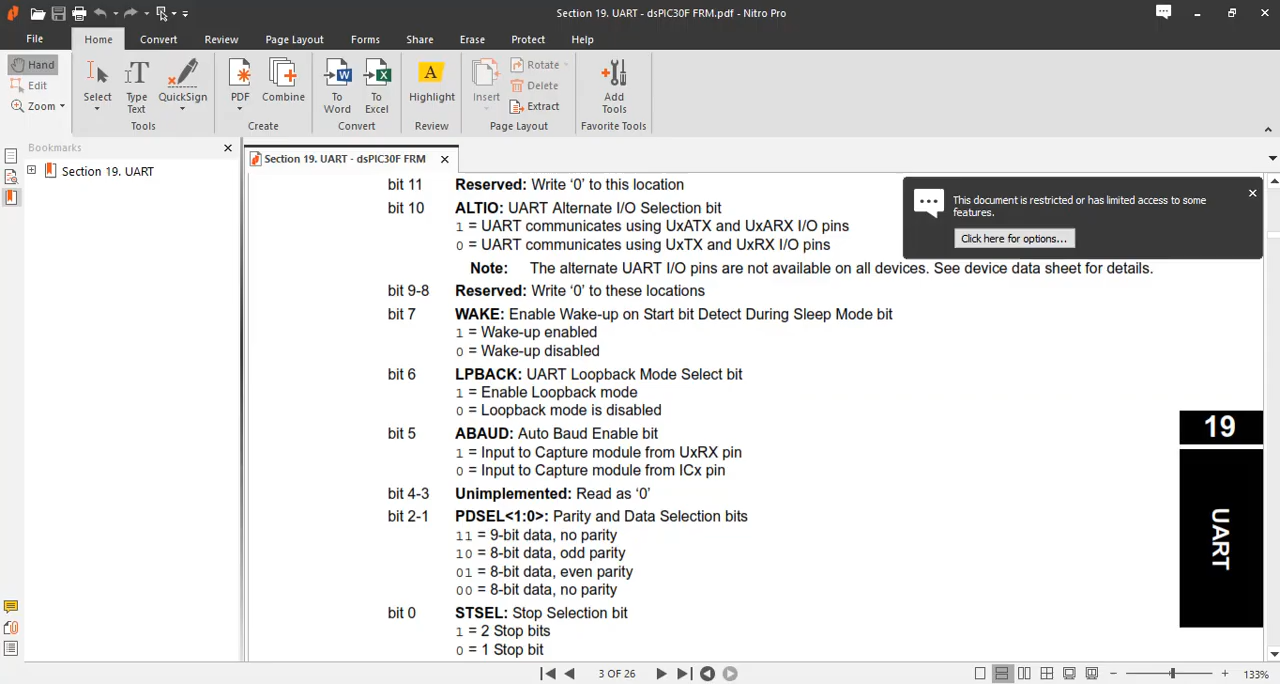 Section 19. UART - dsPIC30F FRM.pdf - Nitro Pro
File Home Convert Review Page Layout Forms Share Erase Protect Help
Hand
Edit
Zoom
Select
Type Text
QuickSign
Tools
PDF
Combine
Create
To Word
To Excel
Convert
Highlight
Review
Insert
Rotate
Delete
Extract
Page Layout
Add Tools
Favorite Tools
Bookmarks
Section 19. UART
Section 19. UART - dsPIC30F FRM
This document is restricted or has limited access to some
features.
Click here for options...
bit 11 Reserved: Write ‘0’ to this location
bit 10 ALTIO: UART Alternate I/O Selection bit
1 = UART communicates using UxATX and UxARX I/O pins
0 = UART communicates using UxTX and UxRX I/O pins
Note: The alternate UART I/O pins are not available on all devices. See device data sheet for details.
bit 9-8 Reserved: Write ‘0’ to these locations
bit 7 WAKE: Enable Wake-up on Start bit Detect During Sleep Mode bit
1 = Wake-up enabled
0 = Wake-up disabled
bit 6 LPBACK: UART Loopback Mode Select bit
1 = Enable Loopback mode
0 = Loopback mode is disabled
bit 5 ABAUD: Auto Baud Enable bit
1 = Input to Capture module from UxRX pin
0 = Input to Capture module from ICx pin
bit 4-3 Unimplemented: Read as ‘0’
bit 2-1 PDSEL<1:0>: Parity and Data Selection bits
11 = 9-bit data, no parity
10 = 8-bit data, odd parity
01 = 8-bit data, even parity
00 = 8-bit data, no parity
bit 0 STSEL: Stop Selection bit
1 = 2 Stop bits
0 = 1 Stop bit
19
UART
3 OF 26
133%